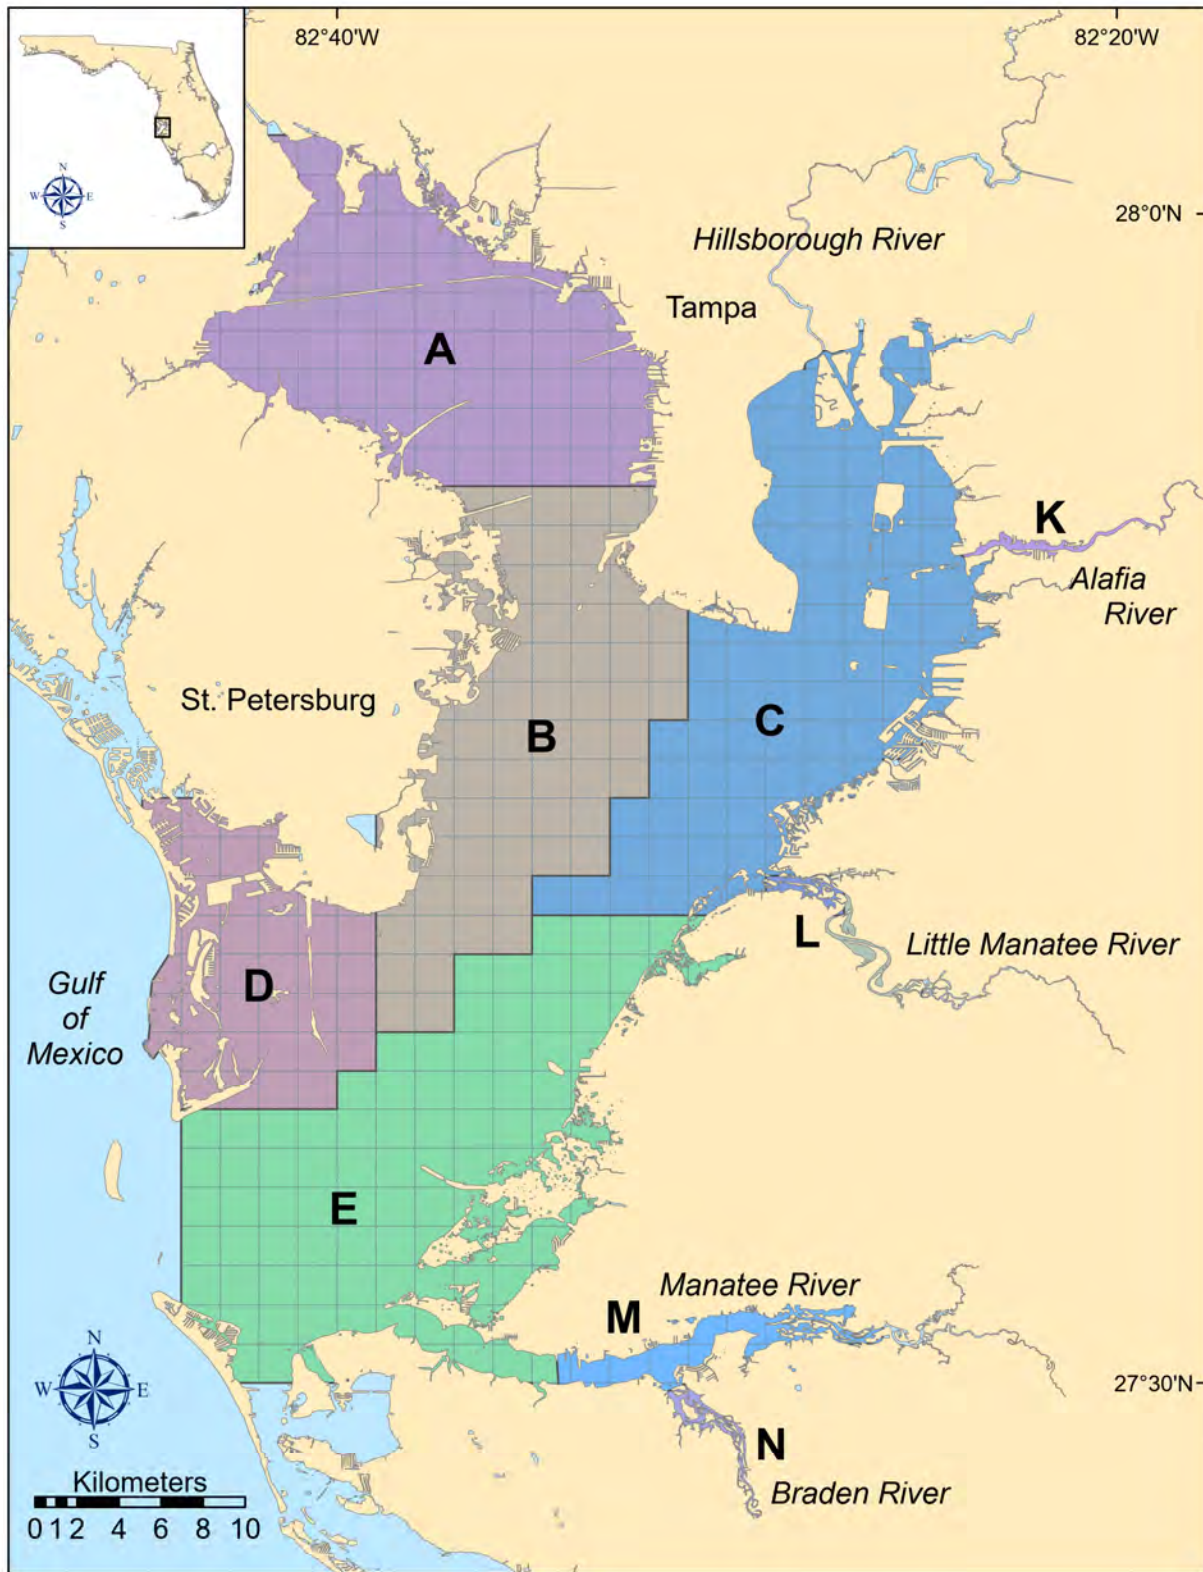 82°40'W
82°20'W
N
W
E
S
28°0'N
Hillsborough River
Tampa
A
K
Alafia
River
St. Petersburg
B
C
L
Little Manatee River
Gulf
of
Mexico
D
E
Manatee River
M
N
W
E
S
27°30'N
N
Braden River
Kilometers
0 1 2 4 6 8 10